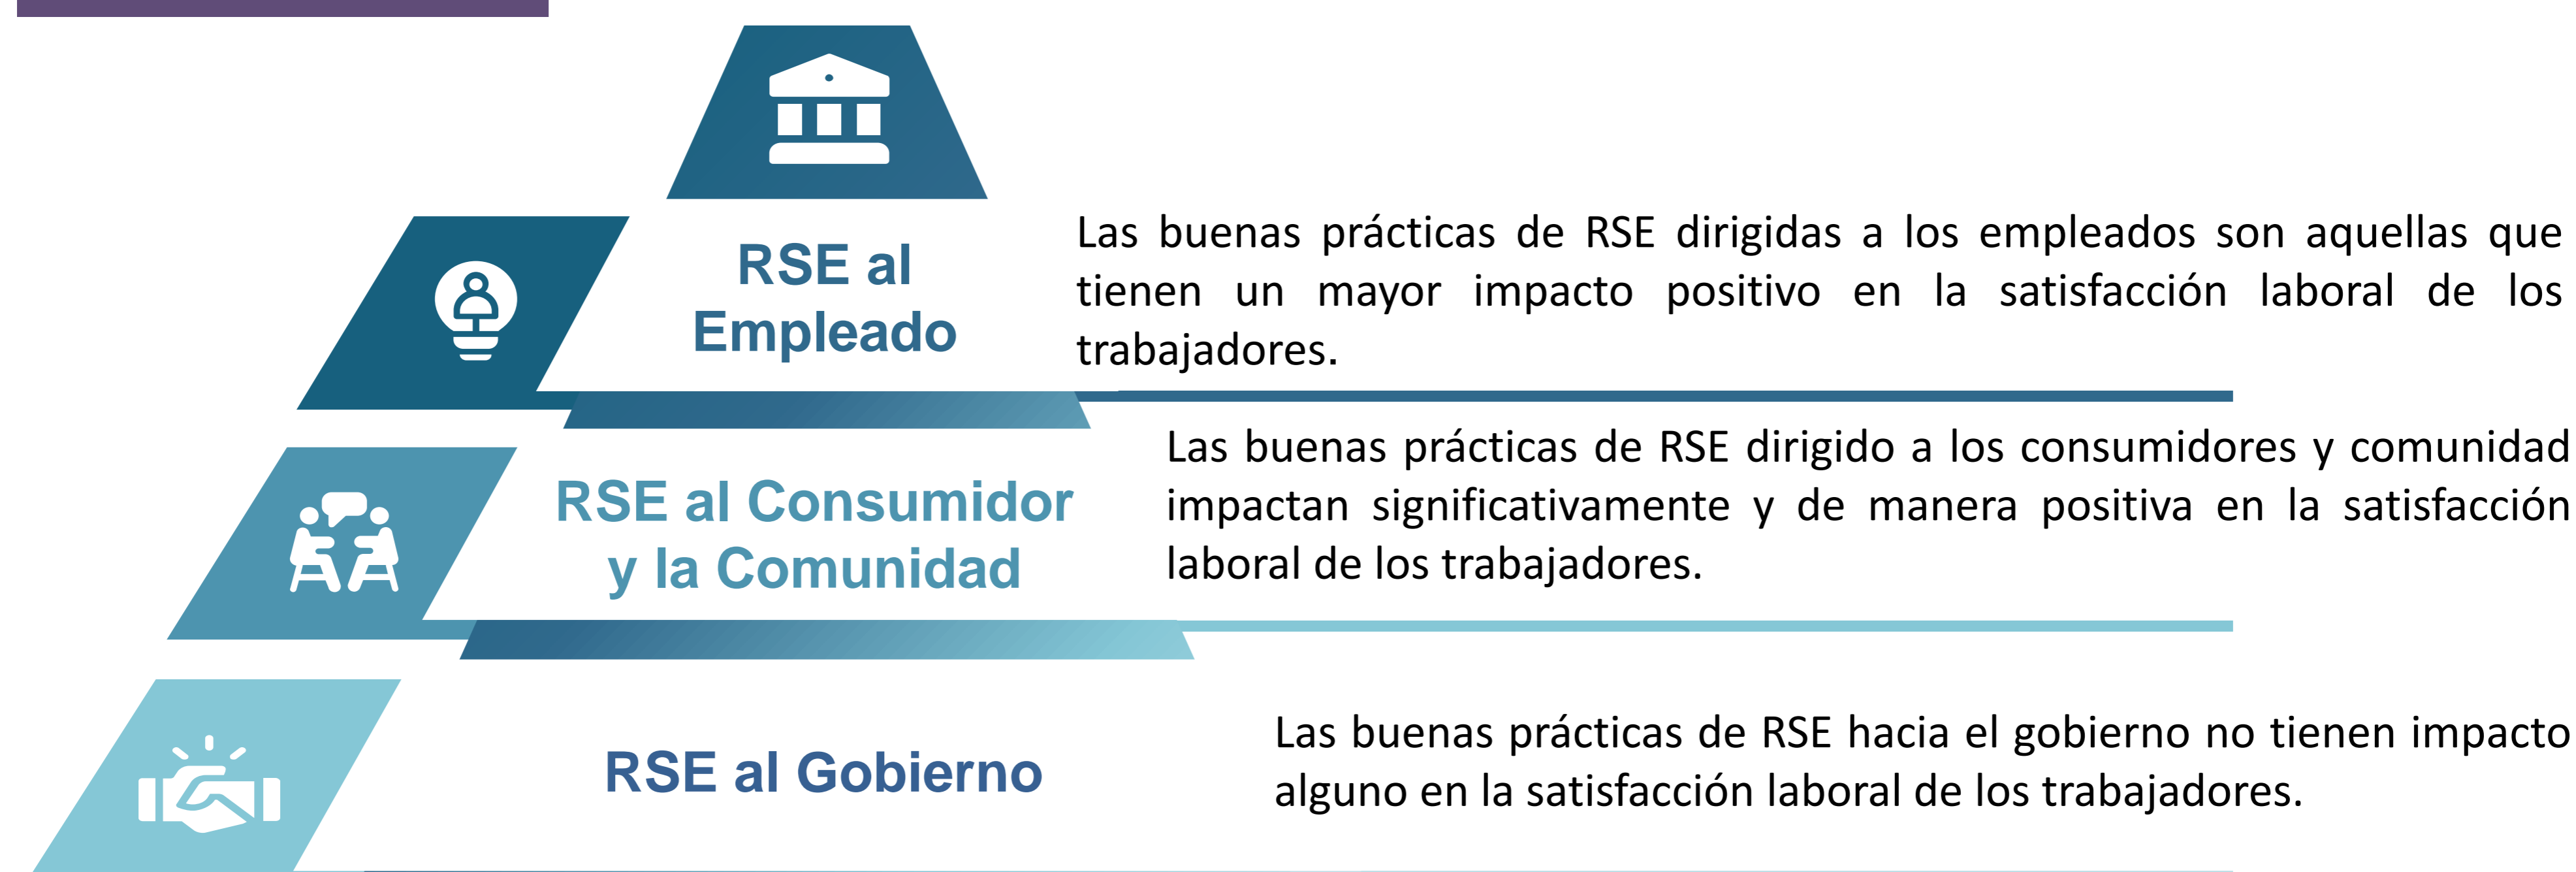 RSE al
Empleado
Las buenas prácticas de RSE dirigidas a los empleados son aquellas que
tienen un mayor impacto positivo en la satisfacción laboral de los
trabajadores.
RSE al Consumidor
y la Comunidad
Las buenas prácticas de RSE dirigido a los consumidores y comunidad
impactan significativamente y de manera positiva en la satisfacción
laboral de los trabajadores.
RSE al Gobierno
Las buenas prácticas de RSE hacia el gobierno no tienen impacto
alguno en la satisfacción laboral de los trabajadores.